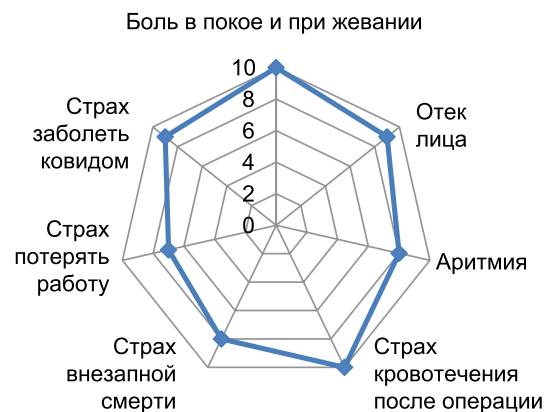 Боль в покое и при жевании
10
8
6
4
2
0
Отек
лица
Аритмия
Страх
кровотечения
после операции
Страх
внезапной
смерти
Страх
потерять
работу
Страх
заболеть
ковидом